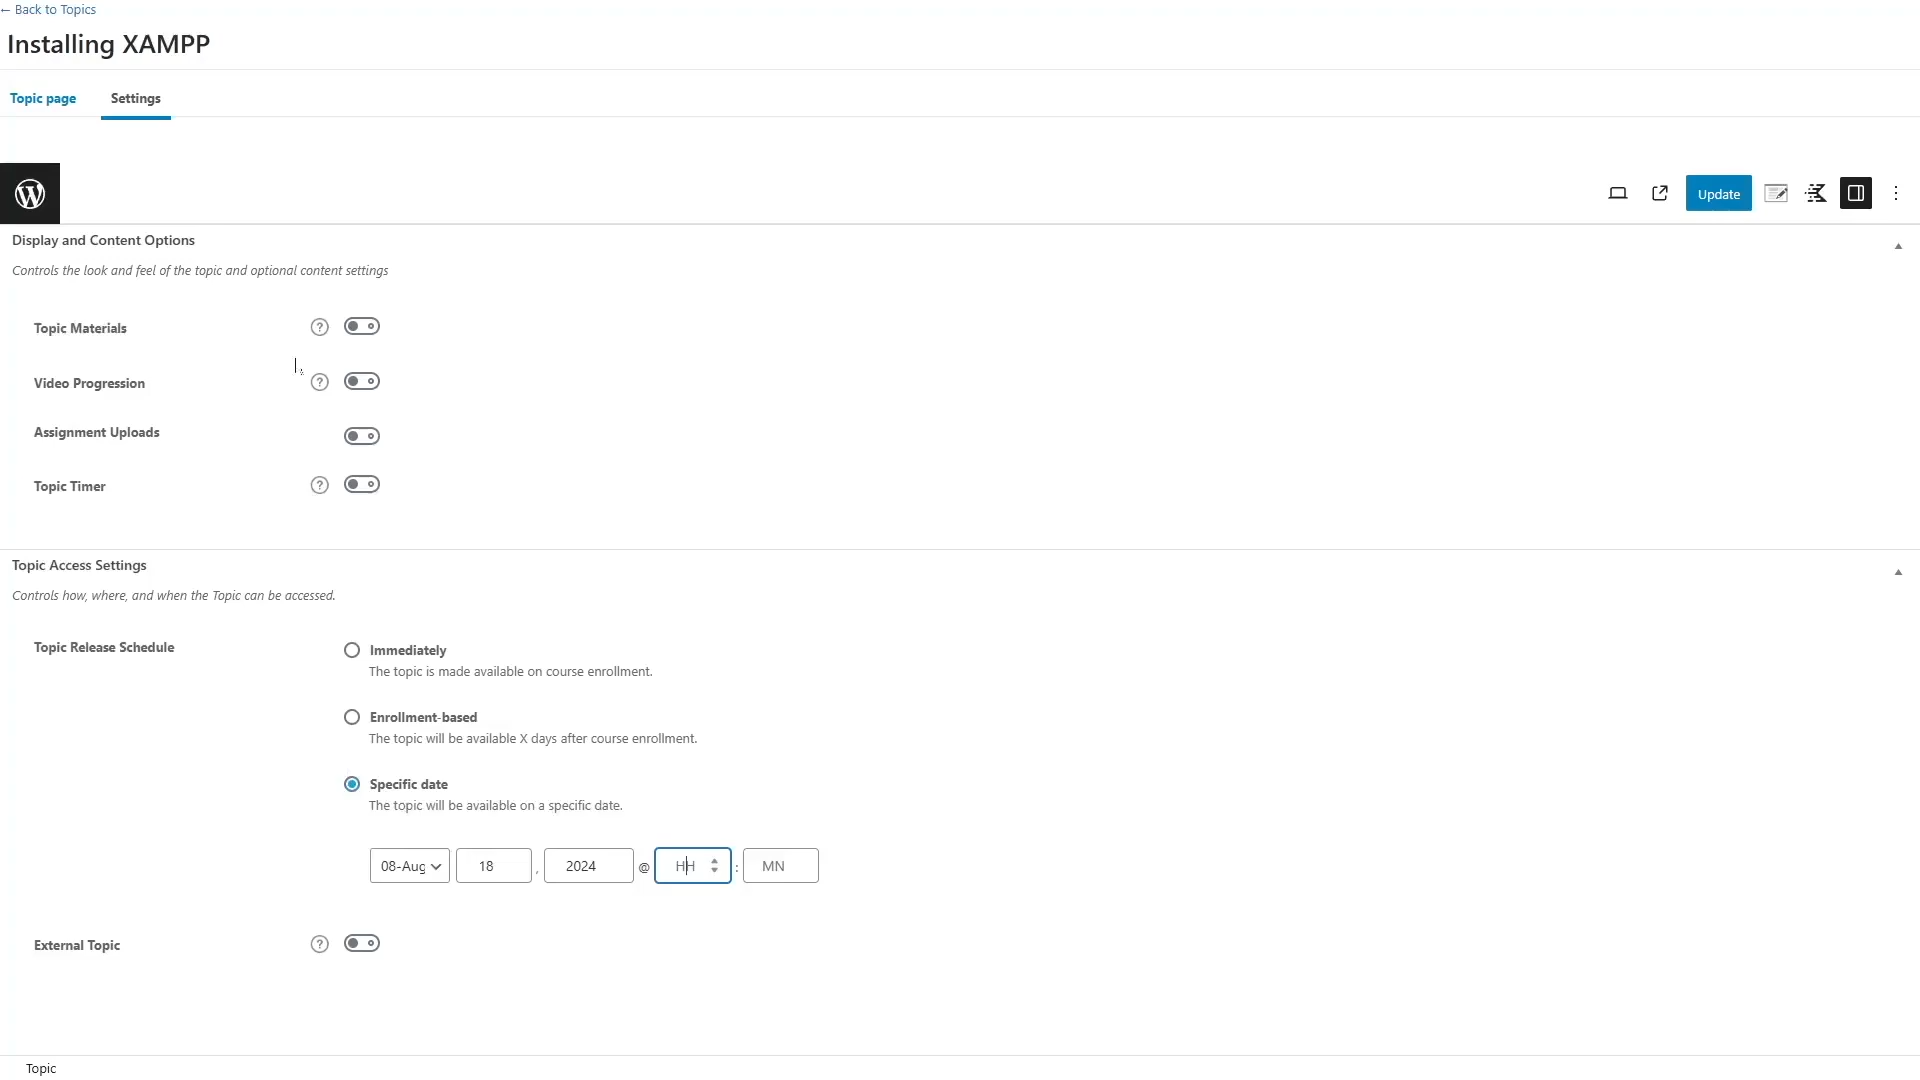 ← Back to Topics
Installing XAMPP
Topic page Settings
Update
Display and Content Options
Controls the look and feel of the topic and optional content settings
Topic Materials
Video Progression
Assignment Uploads
Topic Timer
Topic Access Settings
Controls how, where, and when the Topic can be accessed.
Topic Release Schedule
Immediately
The topic is made available on course enrollment.
Enrollment-based
The topic will be available X days after course enrollment.
Specific date
The topic will be available on a specific date.
08-Aug 18 , 2024 @ HH : MN
External Topic
Topic